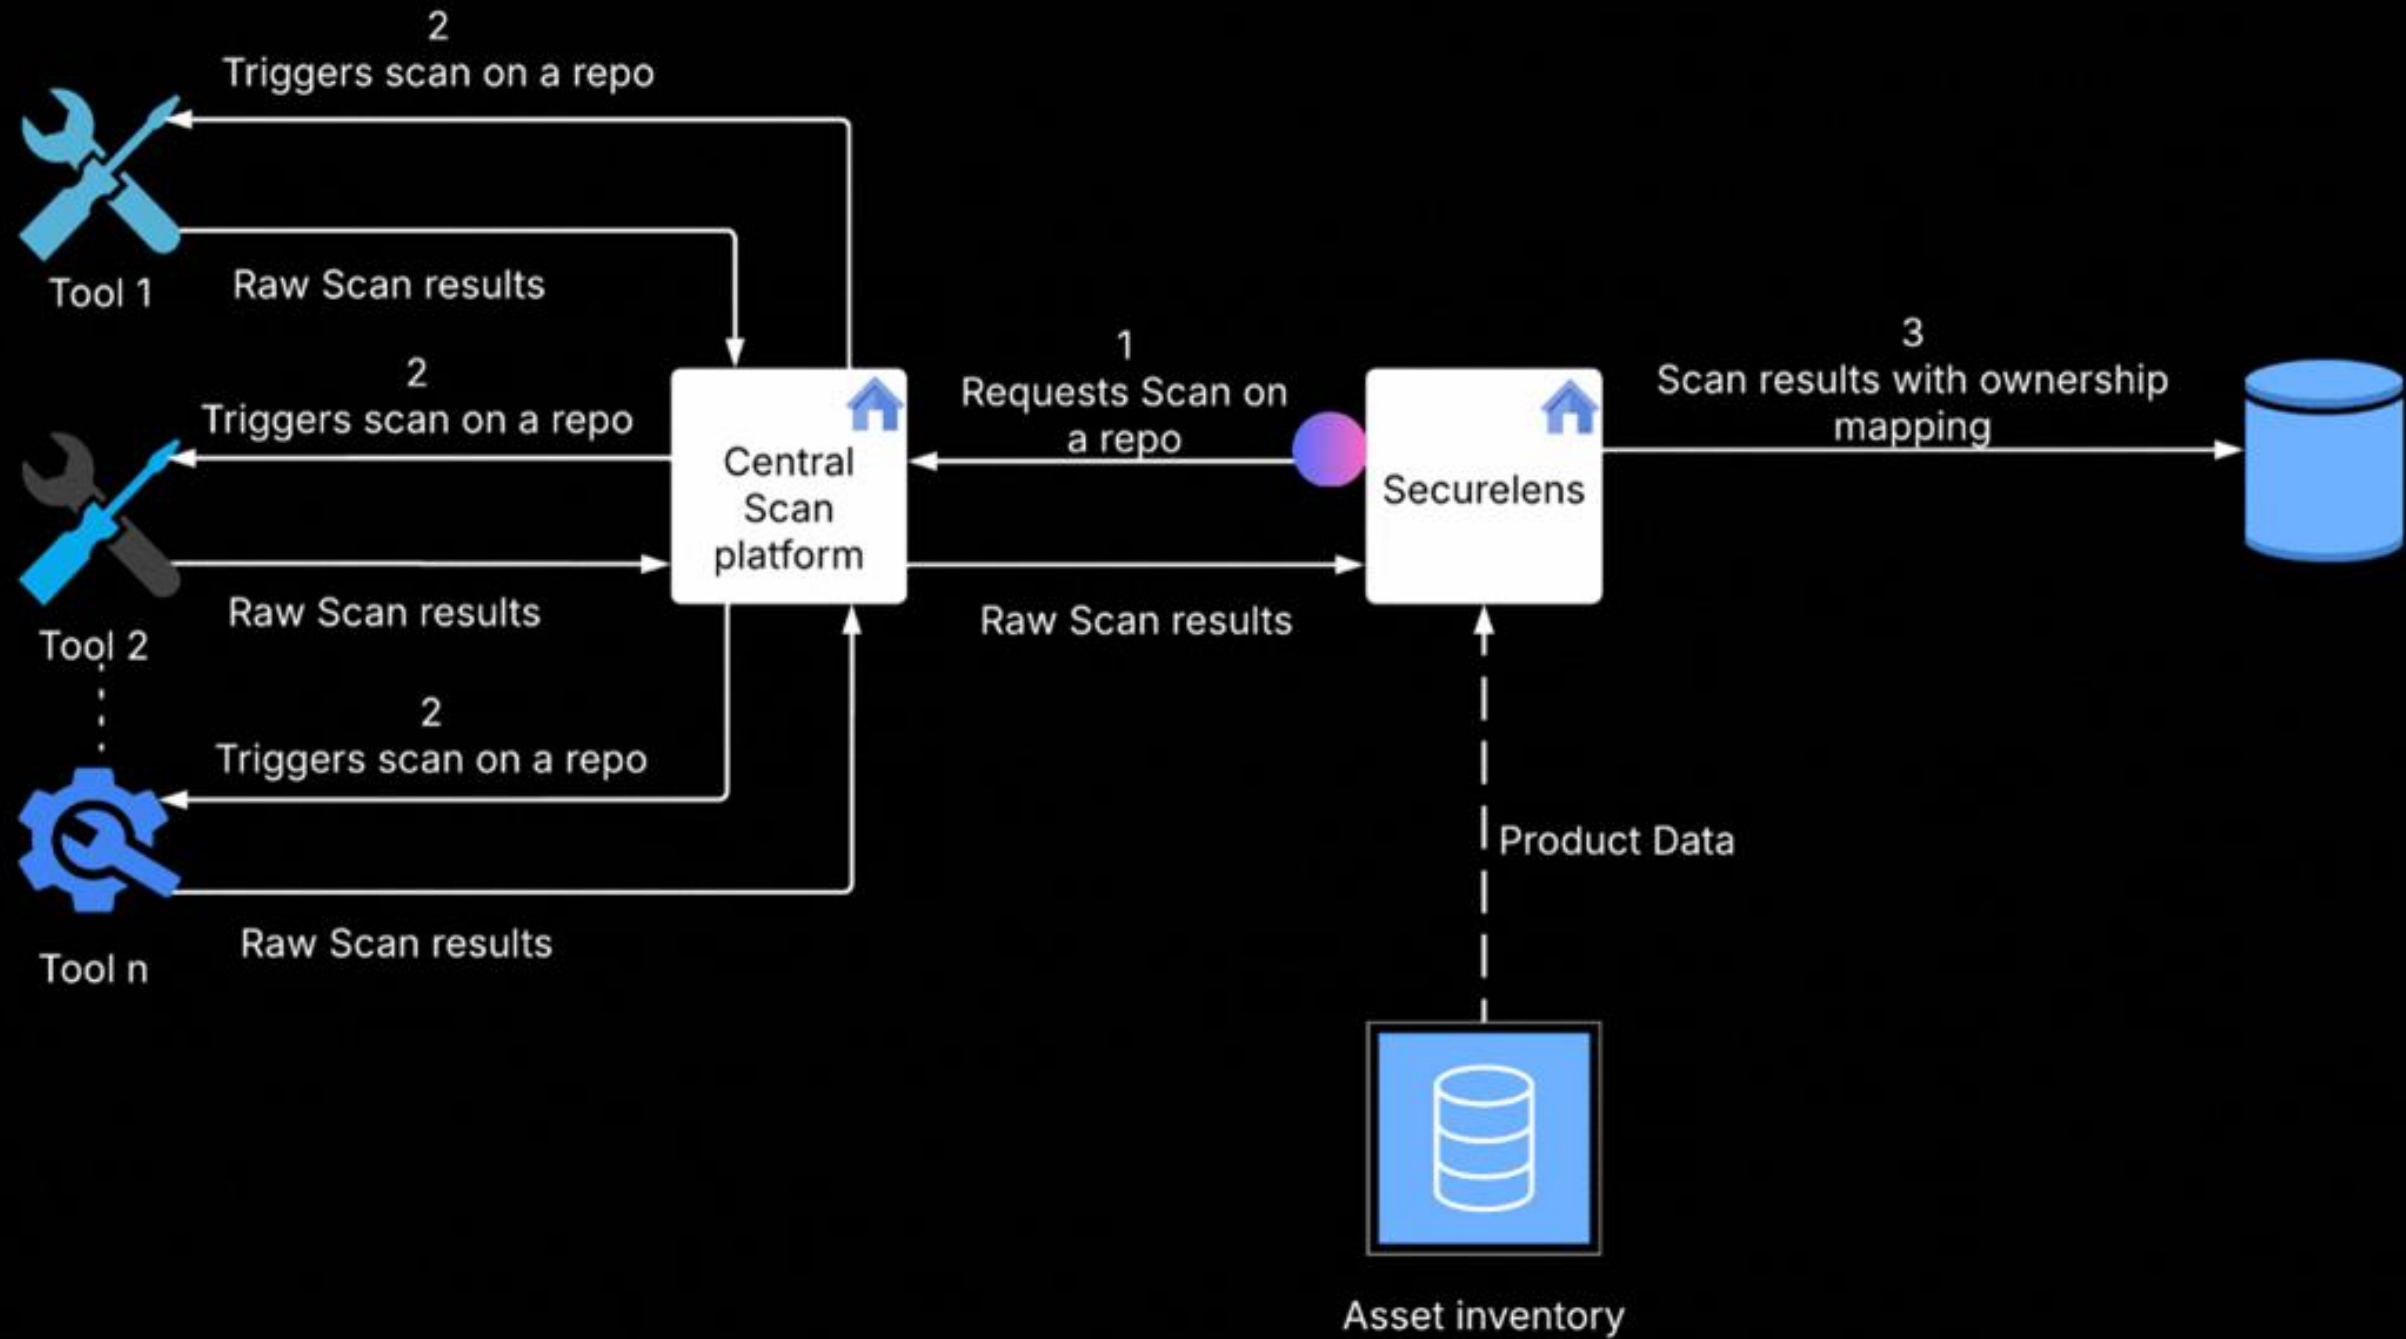 2
Triggers scan on a repo
Tool 1
Raw Scan results
2
Triggers scan on a repo
Tool 2
Raw Scan results
2
Triggers scan on a repo
Tool n
Raw Scan results
Central
Scan
platform
1
Requests Scan on
a repo
Raw Scan results
Securelens
3
Scan results with ownership
mapping
Product Data
Asset inventory